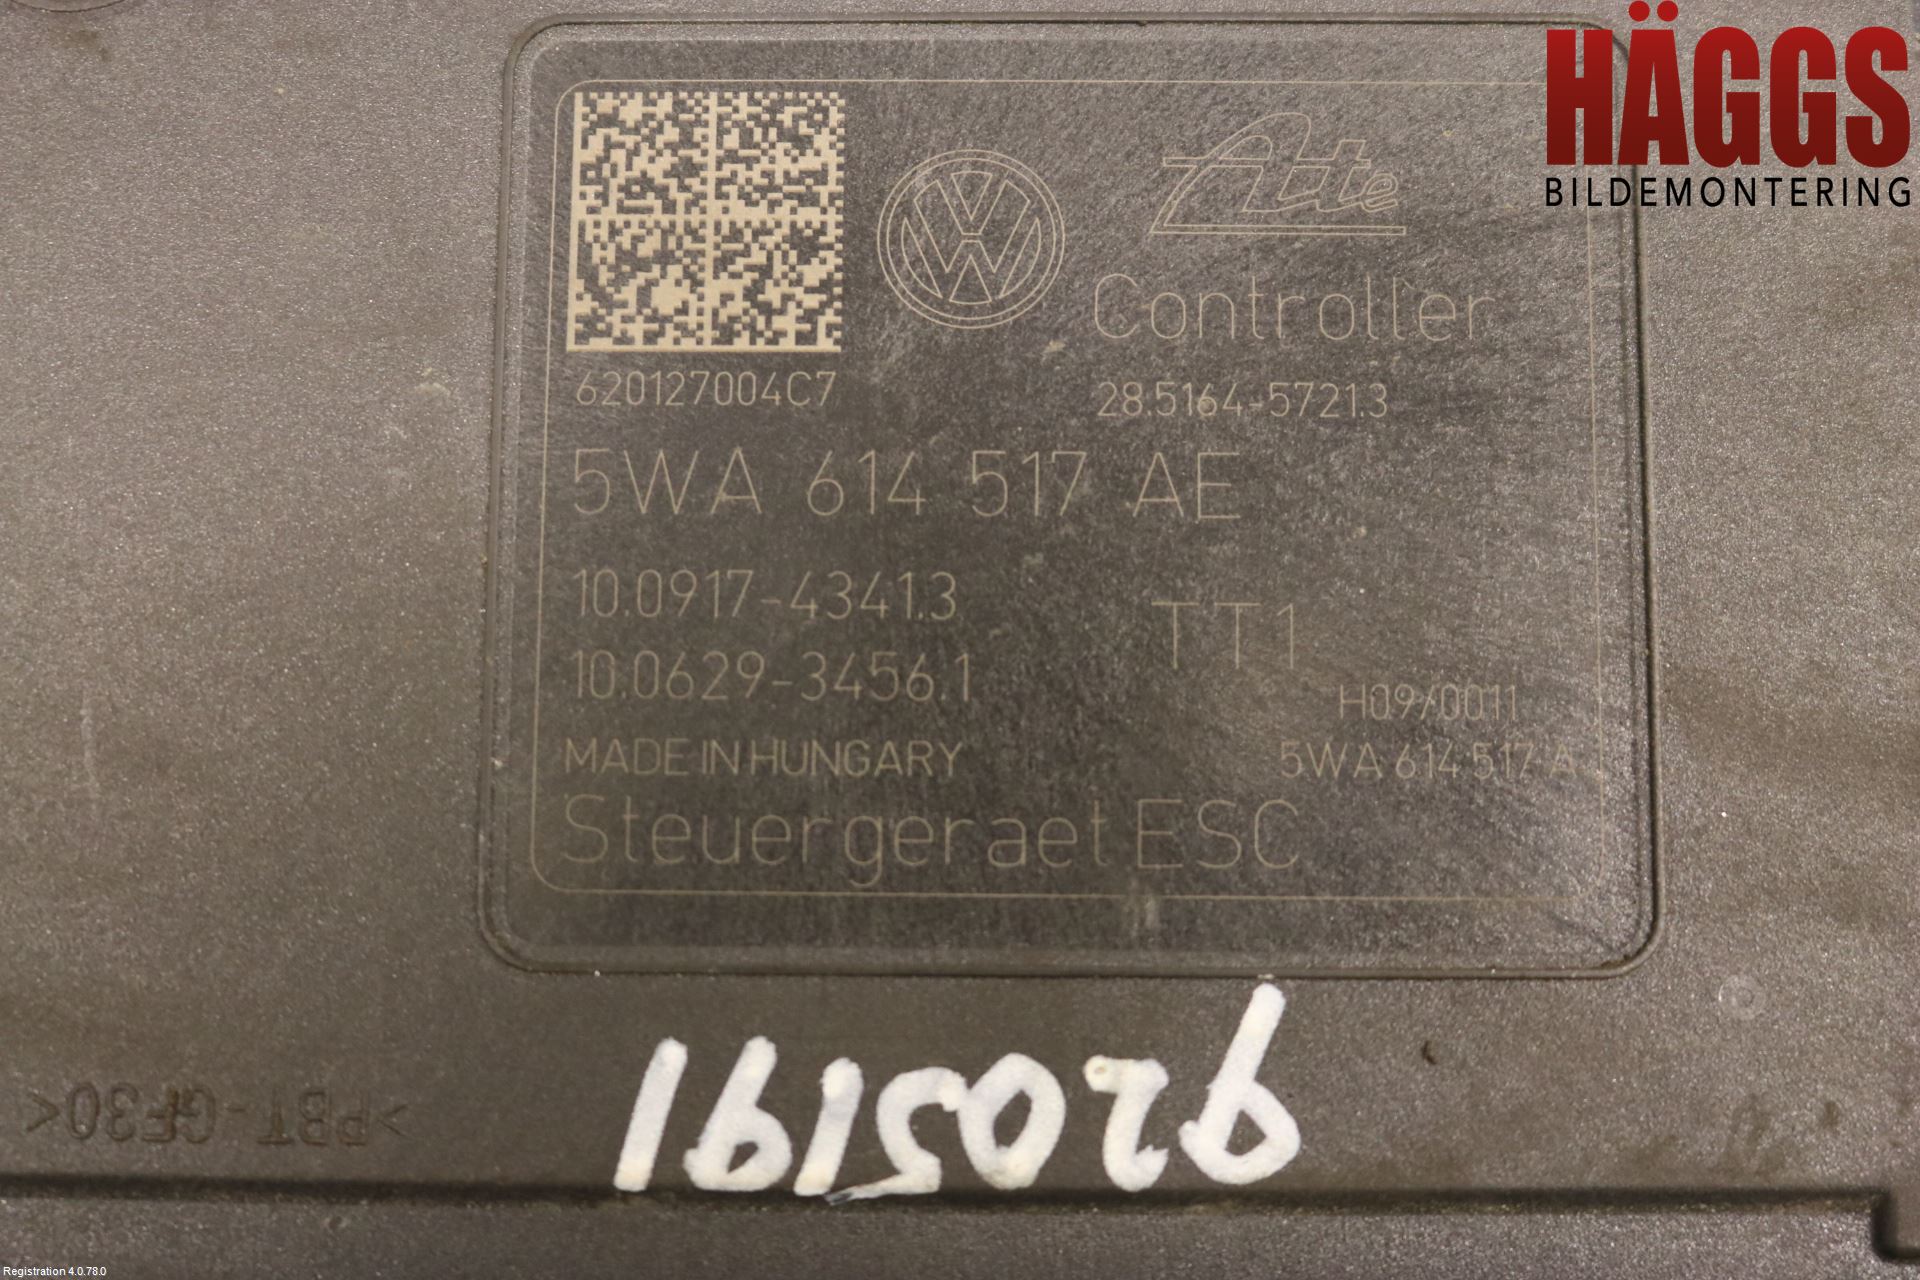 HÄGGS
BILDEMONTERING
Ate
Controller
620127004C7
28.5164-5721.3
5WA 614 517 AE
10.0917-4341.3
TT1
10.0629-3456.1
H09/0011
MADE IN HUNGARY
5WA 614 517 A
Steuergeraet ESC
9205191
>PBT-GF30<
Registration 4.0.78.0